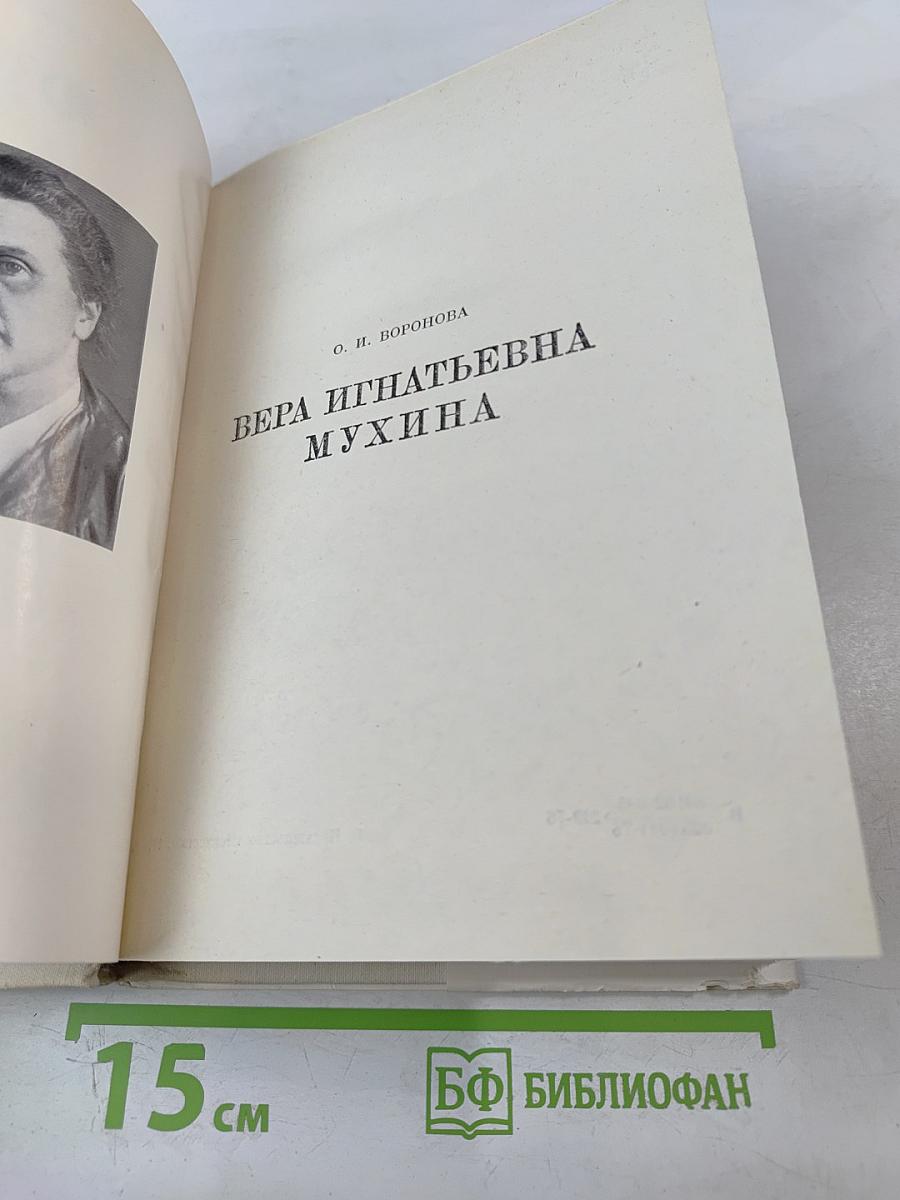 О. И. ВОРОНОВА
ВЕРА ИГНАТЬЕВНА
МУХИНА
15 см
БФ БИБЛИОФАН